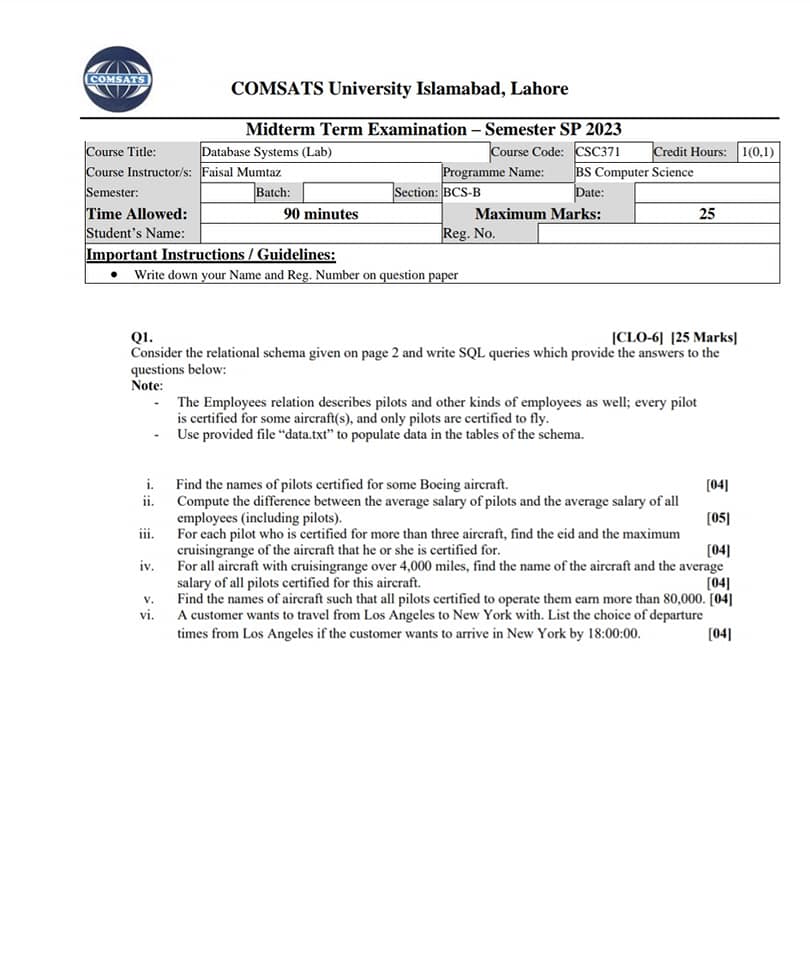 COMSATS
COMSATS University Islamabad, Lahore
Midterm Term Examination – Semester SP 2023
Course Title: Database Systems (Lab) Course Code: CSC371 Credit Hours: 1(0,1)
Course Instructor/s: Faisal Mumtaz Programme Name: BS Computer Science
Semester: Batch: Section: BCS-B Date:
Time Allowed: 90 minutes Maximum Marks: 25
Student's Name: Reg. No.
Important Instructions / Guidelines:
• Write down your Name and Reg. Number on question paper
Q1. [CLO-6] [25 Marks]
Consider the relational schema given on page 2 and write SQL queries which provide the answers to the
questions below:
Note:
- The Employees relation describes pilots and other kinds of employees as well; every pilot
is certified for some aircraft(s), and only pilots are certified to fly.
- Use provided file “data.txt” to populate data in the tables of the schema.
i. Find the names of pilots certified for some Boeing aircraft. [04]
ii. Compute the difference between the average salary of pilots and the average salary of all
employees (including pilots). [05]
iii. For each pilot who is certified for more than three aircraft, find the eid and the maximum
cruisingrange of the aircraft that he or she is certified for. [04]
iv. For all aircraft with cruisingrange over 4,000 miles, find the name of the aircraft and the average
salary of all pilots certified for this aircraft. [04]
v. Find the names of aircraft such that all pilots certified to operate them earn more than 80,000. [04]
vi. A customer wants to travel from Los Angeles to New York with. List the choice of departure
times from Los Angeles if the customer wants to arrive in New York by 18:00:00. [04]